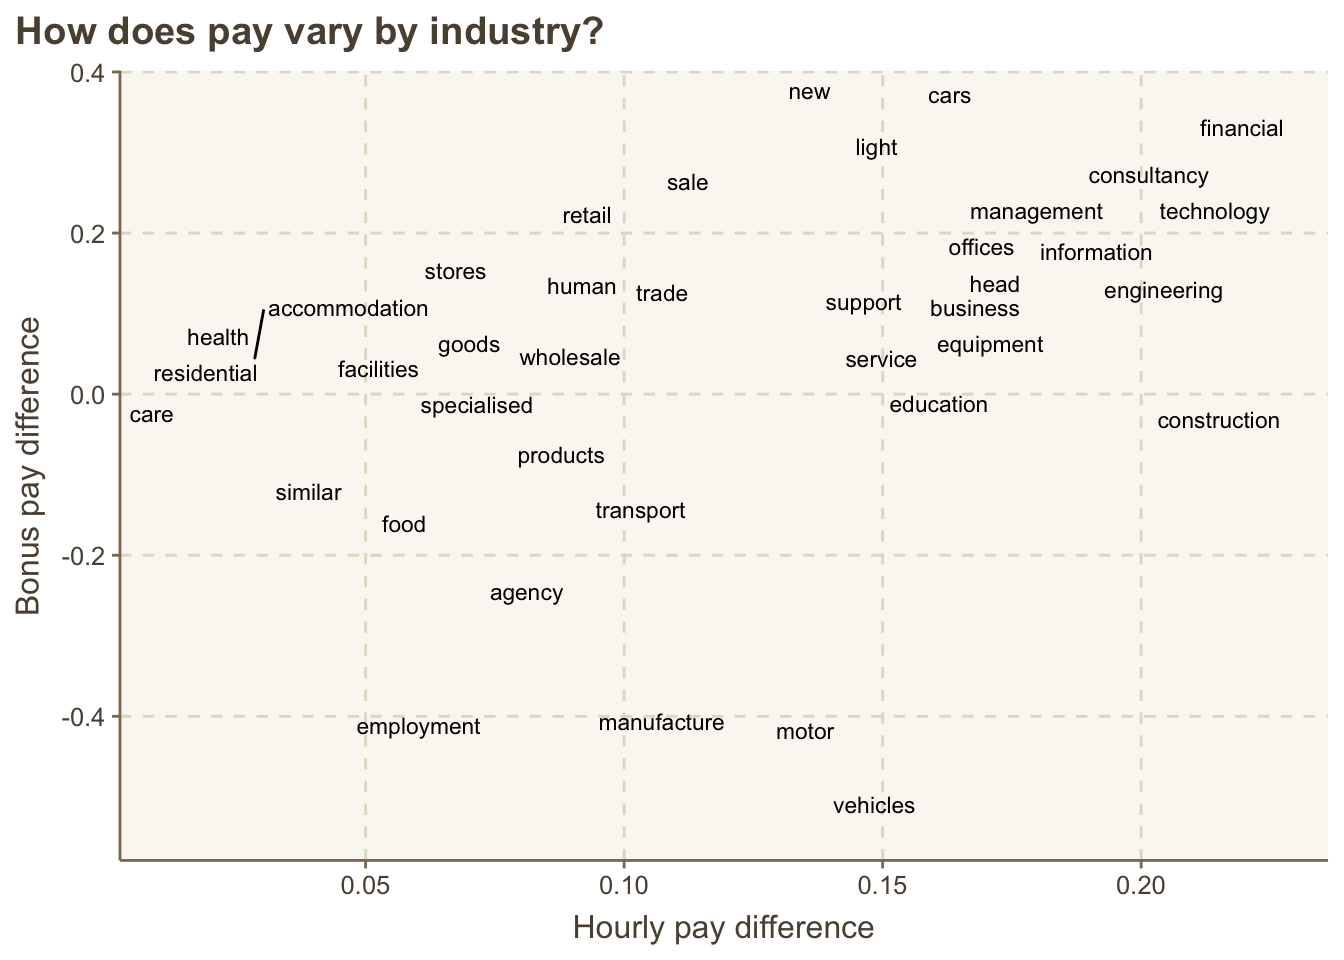 How does pay vary by industry?
0.4
new
cars
financial
light
consultancy
sale
management
technology
retail
0.2
offices
information
stores
human
head
trade
engineering
support
business
accommodation
health
goods
equipment
wholesale
service
facilities
residential
0.0
specialised
education
care
construction
products
similar
transport
food
-0.2
agency
-0.4
employment
manufacture
motor
vehicles
0.05
0.10
0.15
0.20
Hourly pay difference
Bonus pay difference